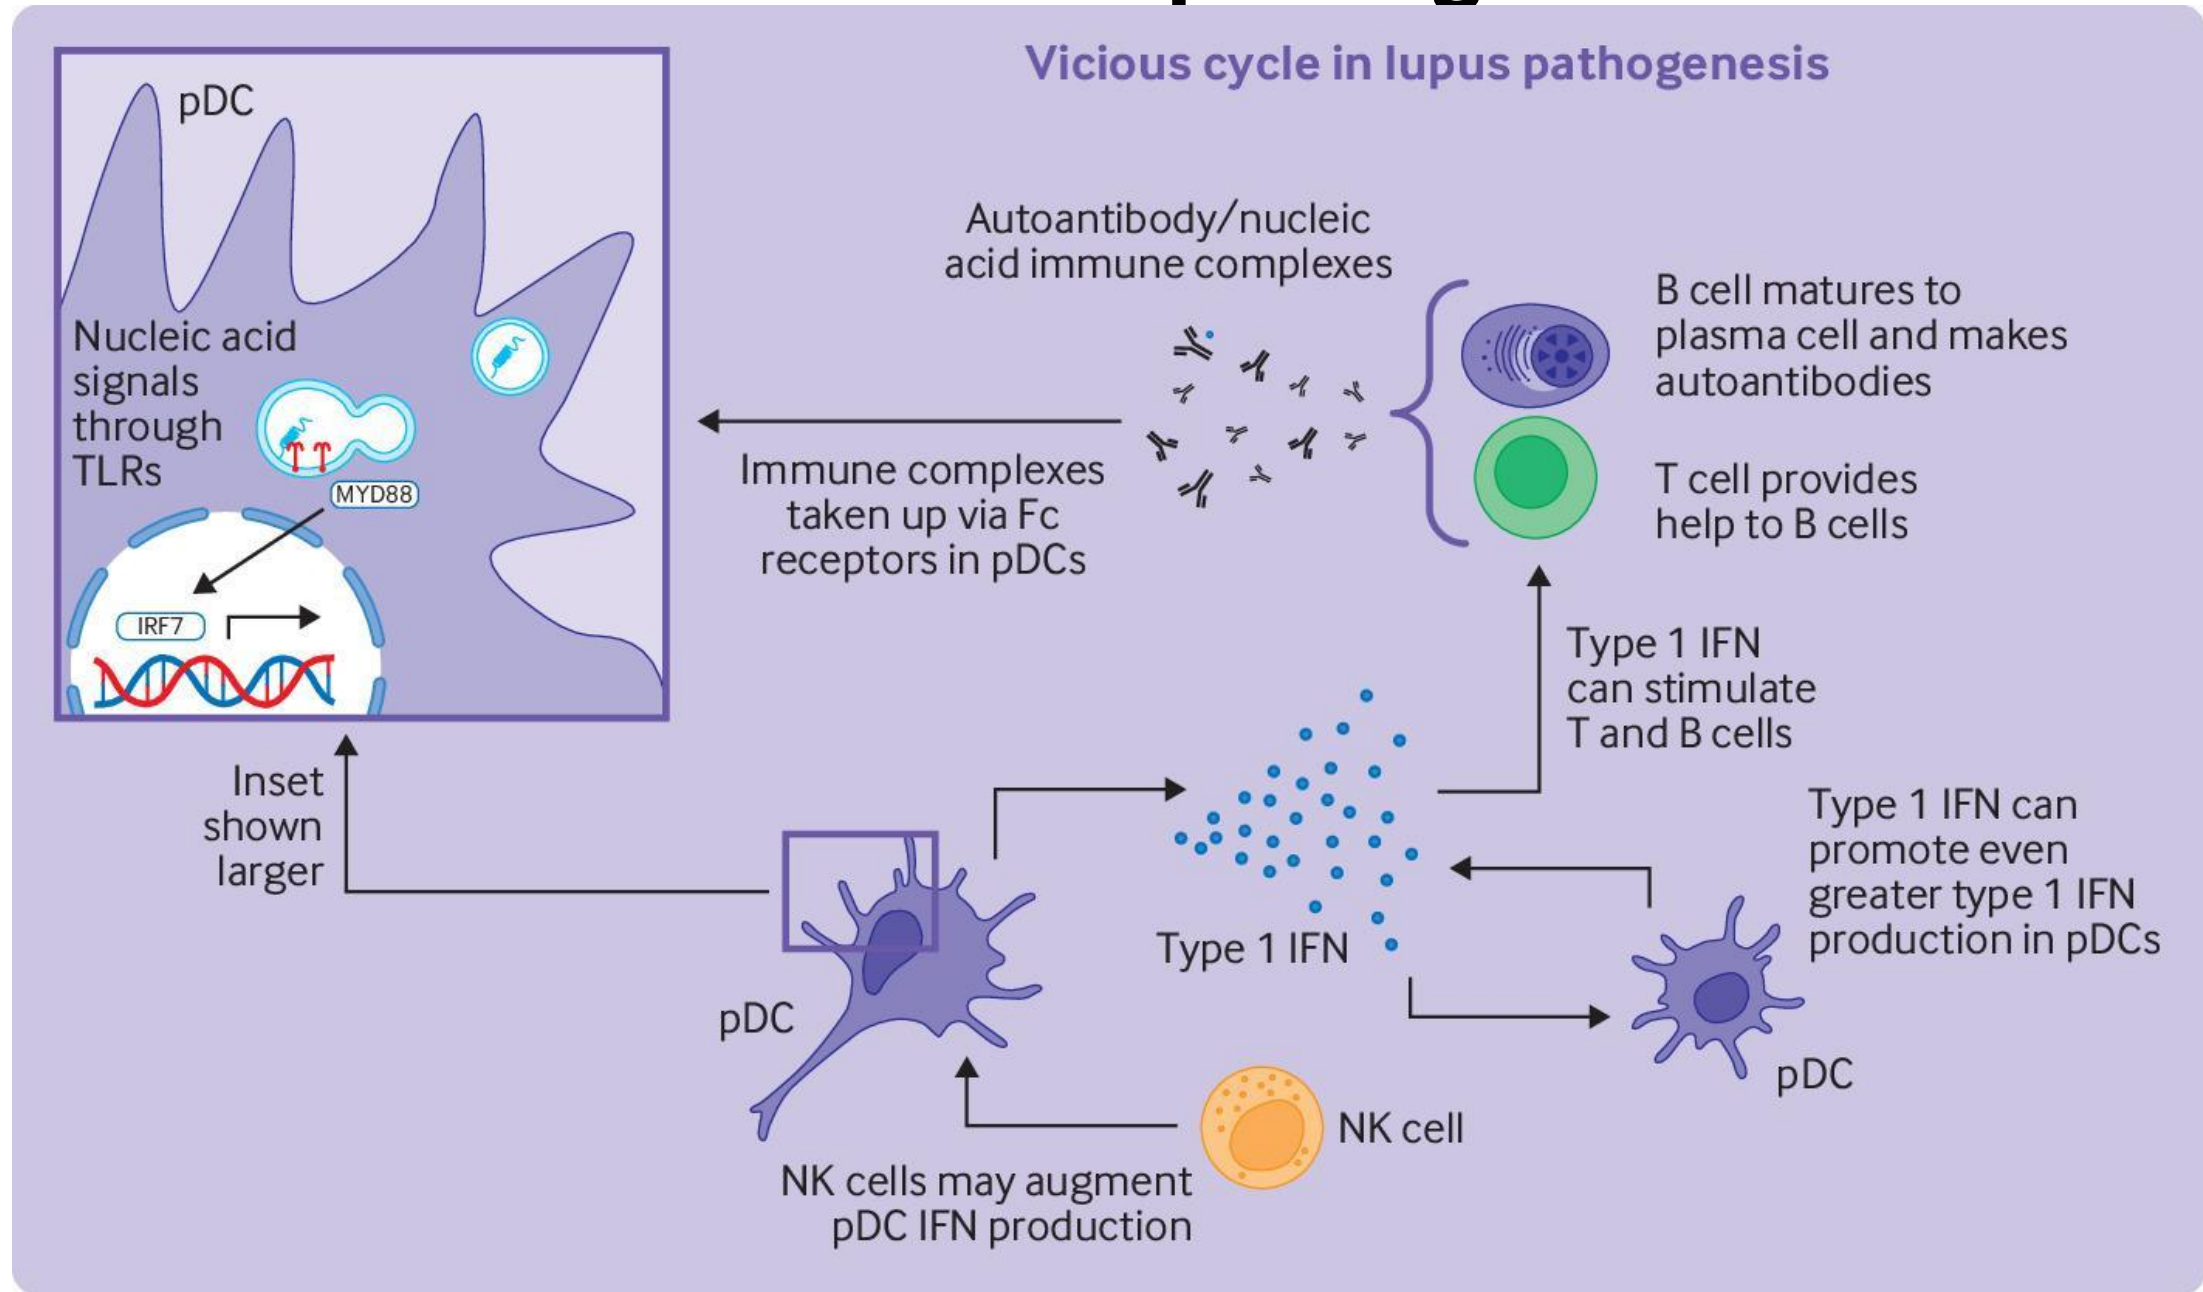 Vicious cycle in lupus pathogenesis
pDC
Nucleic acid
signals
through
TLRs
MYD88
IRF7
Autoantibody/nucleic
acid immune complexes
B cell matures to
plasma cell and makes
autoantibodies
T cell provides
help to B cells
Immune complexes
taken up via Fc
receptors in pDCs
Type 1 IFN
can stimulate
T and B cells
Inset
shown
larger
Type 1 IFN can
promote even
greater type 1 IFN
production in pDCs
Type 1 IFN
pDC
pDC
NK cell
NK cells may augment
pDC IFN production